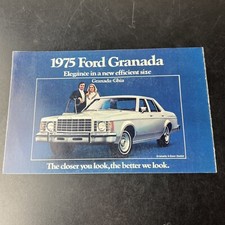 1975 Ford Granada
Elegance in a new efficient size
Granada Ghia
The closer you look, the better we look.